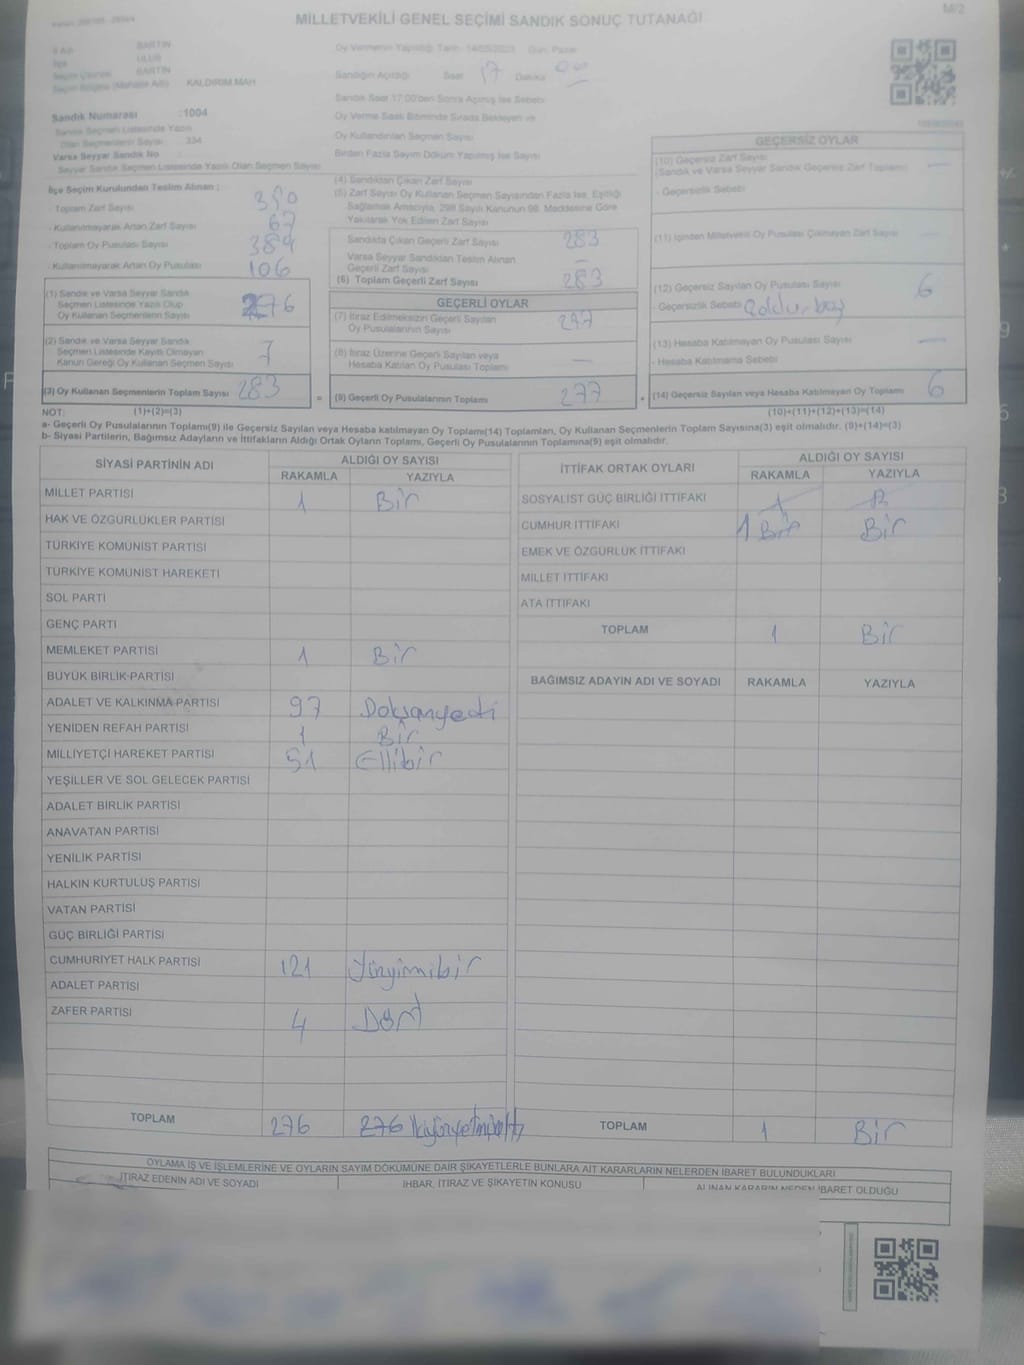 M/2
MİLLETVEKİLİ GENEL SEÇİMİ SANDIK SONUÇ TUTANAĞI
İl Adı BARTIN
İlçe ULUS
Seçim Çevresi BARTIN
Seçim Bölgesi (Mahalle Adı) KALDIRIM MAH
Sandık Numarası :1004
Sandık Seçmen Listesinde Yazılı
Olan Seçmenlerin Sayısı 334
Varsa Seyyar Sandık No
Seyyar Sandık Seçmen Listesinde Yazılı Olan Seçmen Sayısı
Oy Vermenin Yapıldığı Tarih 14/05/2023 Gün: Pazar
Sandığın Açıldığı Saat 17 Dakika 00
Sandık Saat 17:00'den Sonra Açılmış İse Sebebi
Oy Verme Saati Bitiminde Sırada Bekleyen ve
Oy Kullandırılan Seçmen Sayısı
Birden Fazla Sayım Döküm Yapılmış İse Sayısı
İlçe Seçim Kurulundan Teslim Alınan ;
- Toplam Zarf Sayısı 350
- Kullanılmayarak Artan Zarf Sayısı 67
- Toplam Oy Pusulası Sayısı 389
- Kullanılmayarak Artan Oy Pusulası 106
(1) Sandık ve Varsa Seyyar Sandık
Seçmen Listesinde Yazılı Olup
Oy Kullanan Seçmenlerin Sayısı 276
(2) Sandık ve Varsa Seyyar Sandık
Seçmen Listesinde Kayıtlı Olmayan
Kanun Gereği Oy Kullanan Seçmen Sayısı 7
(3) Oy Kullanan Seçmenlerin Toplam Sayısı 283
(4) Sandıktan Çıkan Zarf Sayısı
(5) Zarf Sayısı Oy Kullanan Seçmen Sayısından Fazla İse, Eşitliği
Sağlamak Amacıyla, 298 Sayılı Kanunun 98. Maddesine Göre
Yakılarak Yok Edilen Zarf Sayısı
Sandıkta Çıkan Geçerli Zarf Sayısı 283
Varsa Seyyar Sandıktan Teslim Alınan
Geçerli Zarf Sayısı –
(6) Toplam Geçerli Zarf Sayısı 283
GEÇERLİ OYLAR
(7) İtiraz Edilmeksizin Geçerli Sayılan
Oy Pusulalarının Sayısı
(8) İtiraz Üzerine Geçerli Sayılan veya
Hesaba Katılan Oy Pusulası Toplamı —
= (9) Geçerli Oy Pusulalarının Toplamı 277
GEÇERSİZ OYLAR
(10) Geçersiz Zarf Sayısı
(Sandık ve Varsa Seyyar Sandık Geçersiz Zarf Toplamı) —
- Geçersizlik Sebebi
(11) İçinden Milletvekili Oy Pusulası Çıkmayan Zarf Sayısı —
(12) Geçersiz Sayılan Oy Pusulası Sayısı 6
- Geçersizlik Sebebi
(13) Hesaba Katılmayan Oy Pusulası Sayısı —
- Hesaba Katılmama Sebebi
+ (14) Geçersiz Sayılan veya Hesaba Katılmayan Oy Toplamı 6
NOT: (1)+(2)=(3) (10)+(11)+(12)+(13)=(14)
a- Geçerli Oy Pusulalarının Toplamı(9) ile Geçersiz Sayılan veya Hesaba katılmayan Oy Toplamı(14) Toplamları, Oy Kullanan Seçmenlerin Toplam Sayısına(3) eşit olmalıdır. (9)+(14)=(3)
b- Siyasi Partilerin, Bağımsız Adayların ve İttifakların Aldığı Ortak Oyların Toplamı, Geçerli Oy Pusulalarının Toplamına(9) eşit olmalıdır.
SİYASİ PARTİNİN ADI ALDIĞI OY SAYISI
RAKAMLA YAZIYLA
MİLLET PARTİSİ 1 Bir
HAK VE ÖZGÜRLÜKLER PARTİSİ
TÜRKİYE KOMÜNİST PARTİSİ
TÜRKİYE KOMÜNİST HAREKETİ
SOL PARTİ
GENÇ PARTİ
MEMLEKET PARTİSİ 1 Bir
BÜYÜK BİRLİK PARTİSİ
ADALET VE KALKINMA PARTİSİ 97 Doksanyedi
YENİDEN REFAH PARTİSİ 1 Bir
MİLLİYETÇİ HAREKET PARTİSİ 51 Ellibir
YEŞİLLER VE SOL GELECEK PARTİSİ
ADALET BİRLİK PARTİSİ
ANAVATAN PARTİSİ
YENİLİK PARTİSİ
HALKIN KURTULUŞ PARTİSİ
VATAN PARTİSİ
GÜÇ BİRLİĞİ PARTİSİ
CUMHURİYET HALK PARTİSİ 121 Yüzyirmibir
ADALET PARTİSİ
ZAFER PARTİSİ 4 Dört
TOPLAM 276 276 ikiyüzyetmişaltı
İTTİFAK ORTAK OYLARI ALDIĞI OY SAYISI
RAKAMLA YAZIYLA
SOSYALİST GÜÇ BİRLİĞİ İTTİFAKI
CUMHUR İTTİFAKI 1 Bir Bir
EMEK VE ÖZGÜRLÜK İTTİFAKI
MİLLET İTTİFAKI
ATA İTTİFAKI
TOPLAM 1 Bir
BAĞIMSIZ ADAYIN ADI VE SOYADI RAKAMLA YAZIYLA
TOPLAM 1 Bir
OYLAMA İŞ VE İŞLEMLERİNE VE OYLARIN SAYIM DÖKÜMÜNE DAİR ŞİKAYETLERLE BUNLARA AİT KARARLARIN NELERDEN İBARET BULUNDUKLARI
İTİRAZ EDENİN ADI VE SOYADI İHBAR, İTİRAZ VE ŞİKAYETİN KONUSU ALINAN KARARIN NEDEN İBARET OLDUĞU